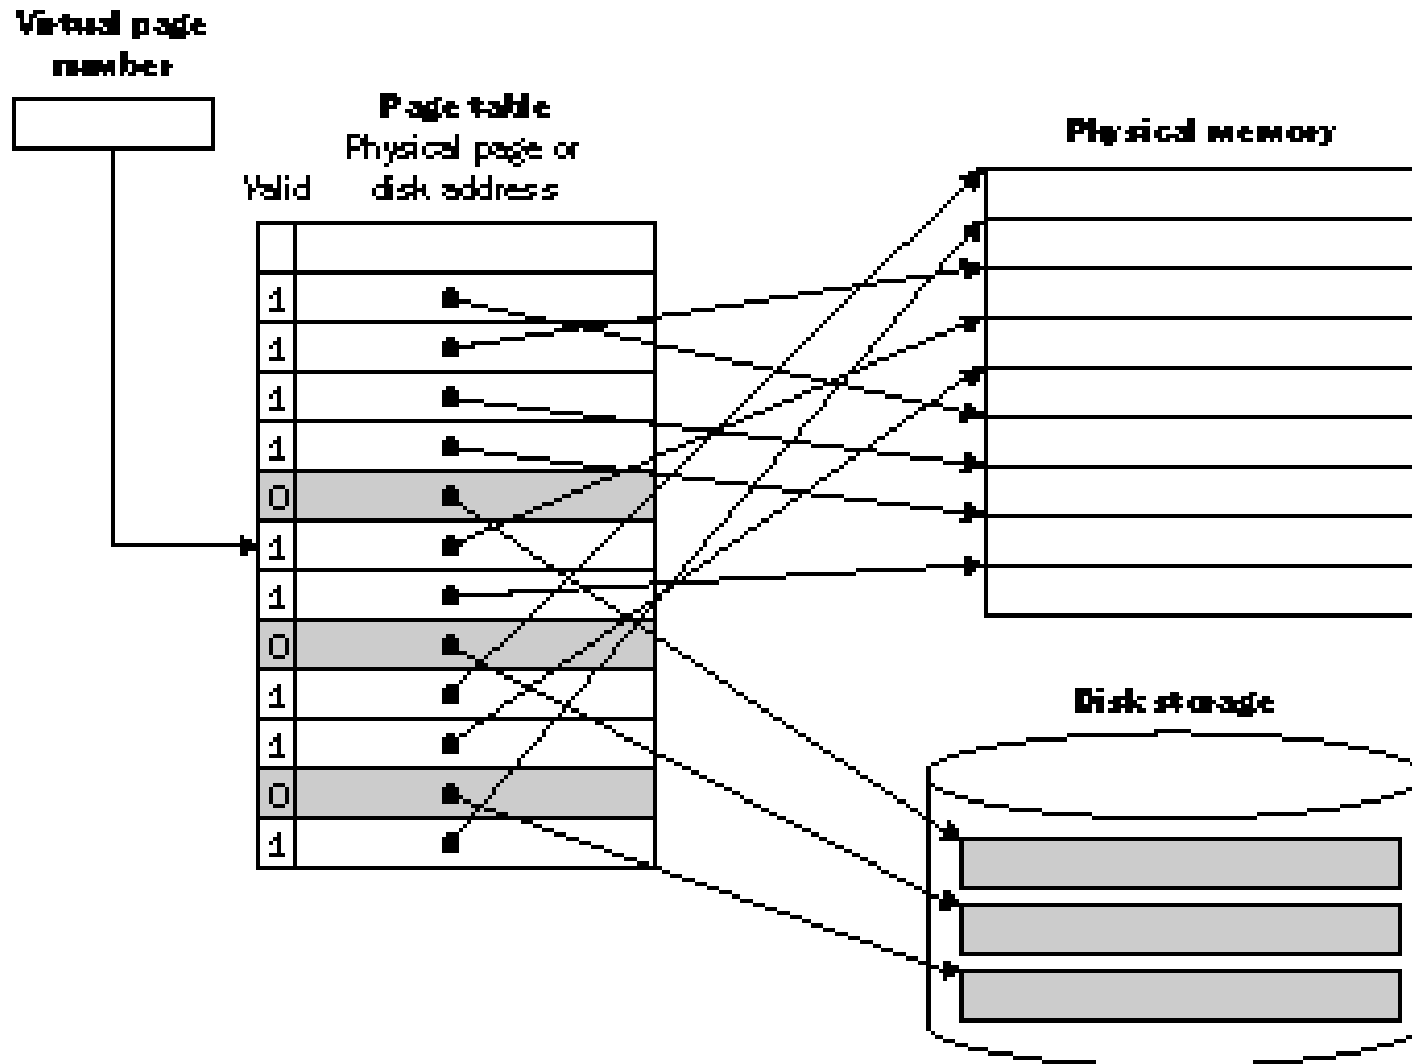 Virtual page
number
Page table
Physical page or
Valid disk address
Physical memory
1
1
1
1
0
1
1
0
1
1
0
1
Disk storage